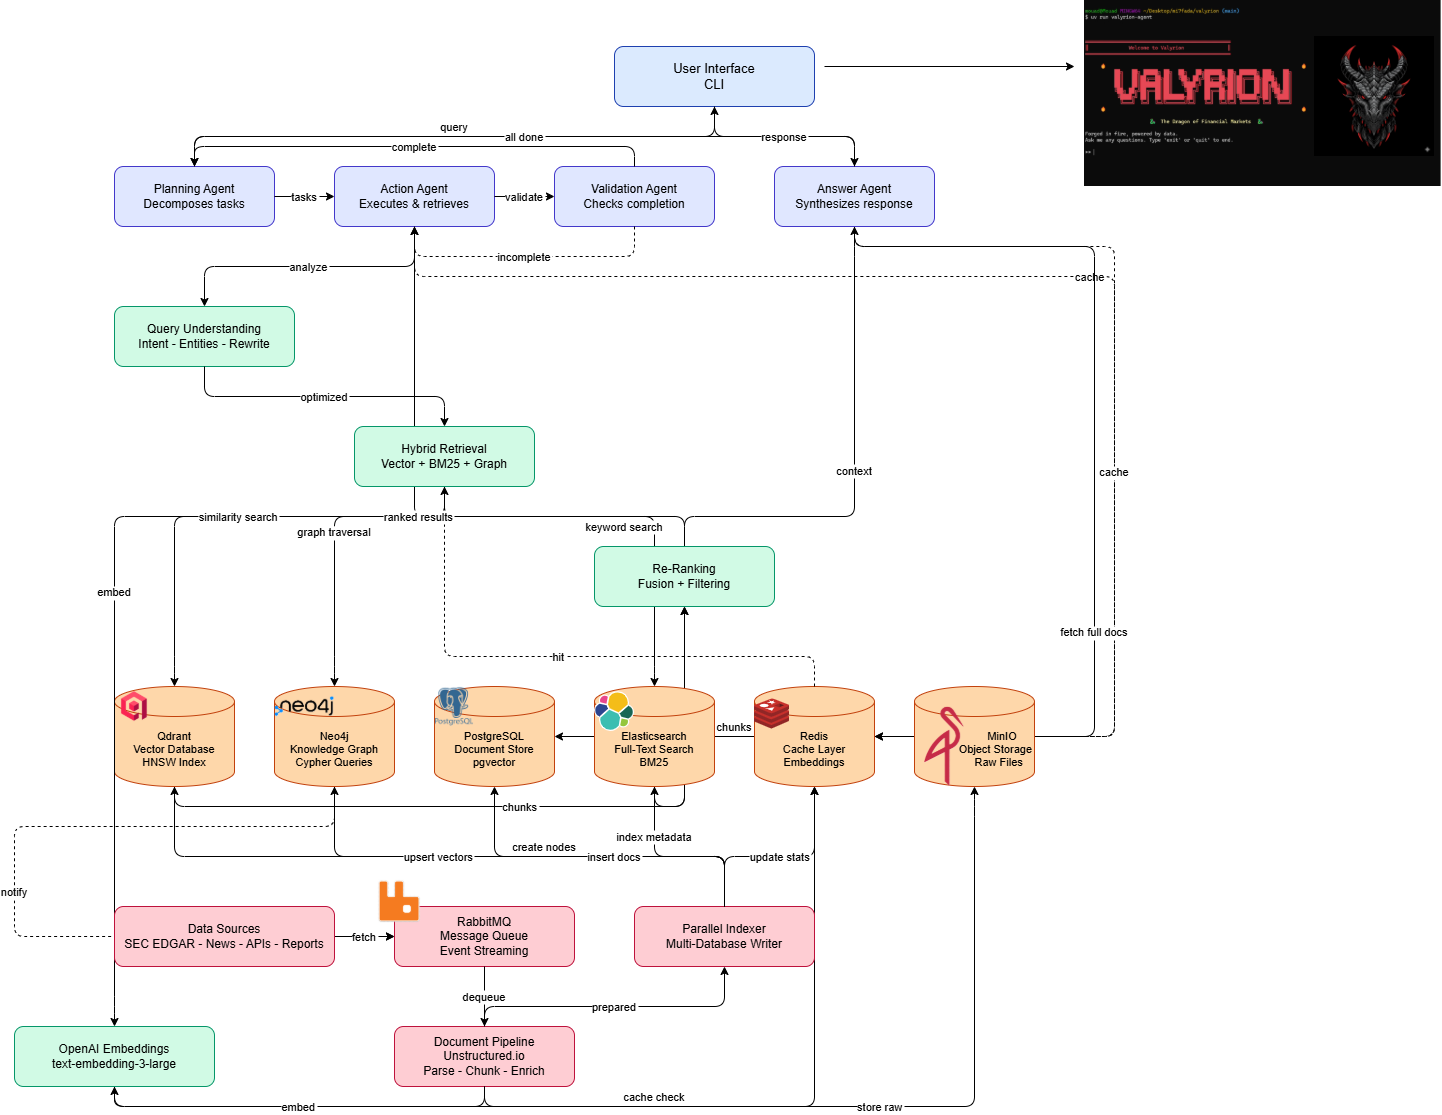 mouad@Mouad MINGW64 ~/Desktop/mi7fada/valyrion (main)
$ uv run valyrion-agent
Welcome to Valyrion
VALYRION
The Dragon of Financial Markets
Forged in fire, powered by data.
Ask me any questions. Type 'exit' or 'quit' to end.
>>
User Interface
CLI
query
all done
response
complete
Planning Agent
Decomposes tasks
tasks
Action Agent
Executes & retrieves
validate
Validation Agent
Checks completion
Answer Agent
Synthesizes response
incomplete
analyze
cache
Query Understanding
Intent - Entities - Rewrite
optimized
Hybrid Retrieval
Vector + BM25 + Graph
context
cache
similarity search
ranked results
keyword search
graph traversal
Re-Ranking
Fusion + Filtering
embed
fetch full docs
hit
Qdrant
Vector Database
HNSW Index
neo4j
Neo4j
Knowledge Graph
Cypher Queries
PostgreSQL
PostgreSQL
Document Store
pgvector
Elasticsearch
Full-Text Search
BM25
chunks
Redis
Cache Layer
Embeddings
MinIO
Object Storage
Raw Files
chunks
index metadata
create nodes
upsert vectors
insert docs
update stats
notify
Data Sources
SEC EDGAR - News - APIs - Reports
fetch
RabbitMQ
Message Queue
Event Streaming
Parallel Indexer
Multi-Database Writer
dequeue
prepared
OpenAI Embeddings
text-embedding-3-large
Document Pipeline
Unstructured.io
Parse - Chunk - Enrich
cache check
embed
store raw